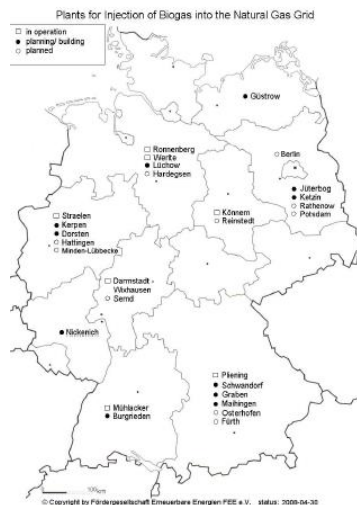 Plants for Injection of Biogas into the Natural Gas Grid
in operation
planning/ building
planned
Güstrow
Ronnenberg
Werlte
Lüchow
Hardegsen
Berlin
Jüterbog
Ketzin
Rathenow
Potsdam
Könnern
Reinstedt
Straelen
Kerpen
Dorsten
Hattingen
Minden-Lübbecke
Darmstadt -
Wixhausen
Semd
Nickenich
Pliening
Schwandorf
Graben
Maihingen
Osterhofen
Fürth
Mühlacker
Burgrieden
100km
© Copyright by Fördergesellschaft Erneuerbare Energien FEE e.V. status: 2008-04-30